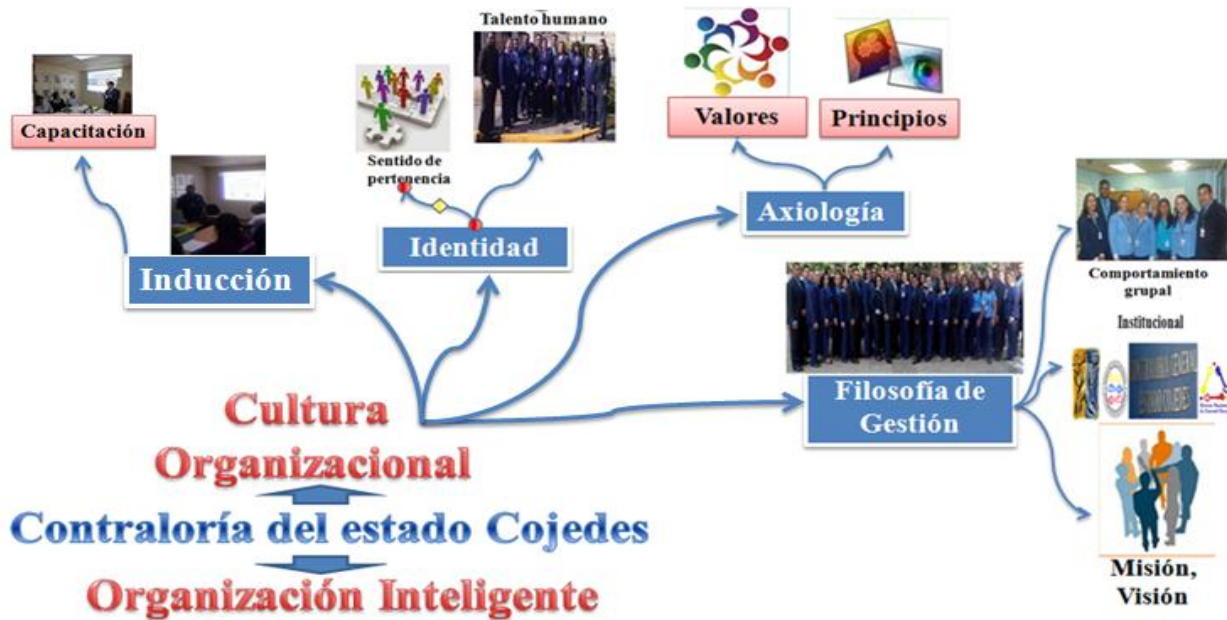 Talento humano
Capacitación
Sentido de
pertenencia
Valores
Principios
Axiología
Identidad
Inducción
Comportamiento
grupal
Institucional
Filosofía de
Gestión
Cultura
Organizacional
Contraloría del estado Cojedes
Organización Inteligente
Misión,
Visión